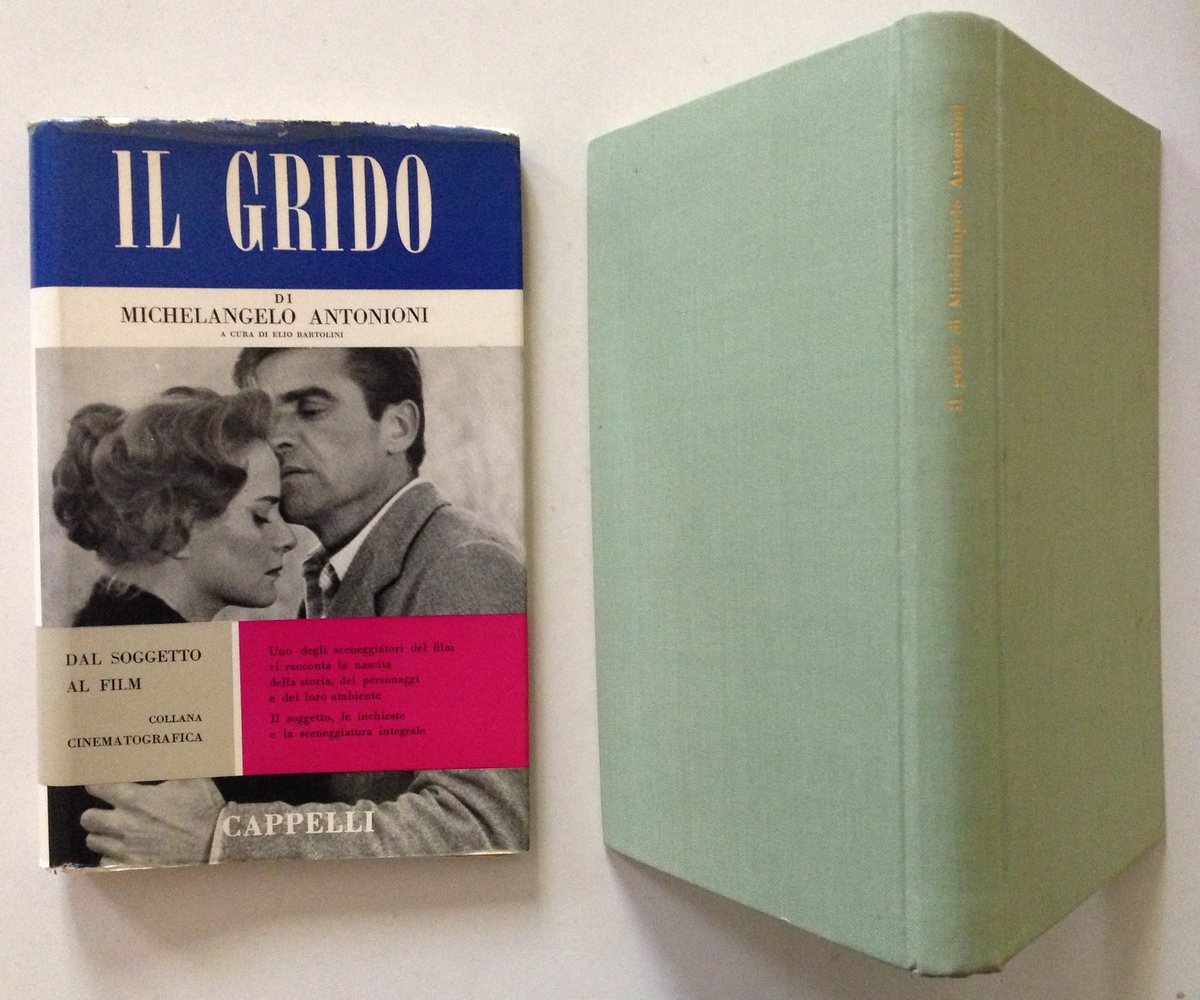 IL GRIDO
DI
MICHELANGELO ANTONIONI
A CURA DI ELIO BARTOLINI
DAL SOGGETTO
AL FILM
COLLANA
CINEMATOGRAFICA
Uno degli sceneggiatori del film
vi racconta la nascita
della storia, dei personaggi
e del loro ambiente
Il soggetto, le inchieste
e la sceneggiatura integrale
CAPPELLI
il grido di Michelangelo Antonioni